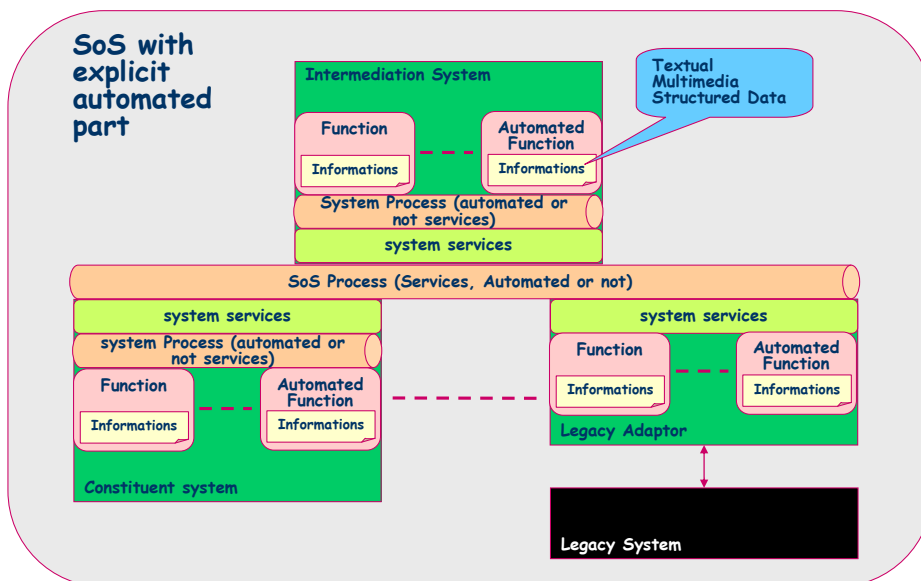 SoS with
explicit
automated
part
Intermediation System
Textual
Multimedia
Structured Data
Function
Informations
Automated
Function
Informations
System Process (automated or
not services)
system services
SoS Process (Services, Automated or not)
system services
system Process (automated or
not services)
Function
Informations
Automated
Function
Informations
Constituent system
system services
Function
Informations
Automated
Function
Informations
Legacy Adaptor
Legacy System